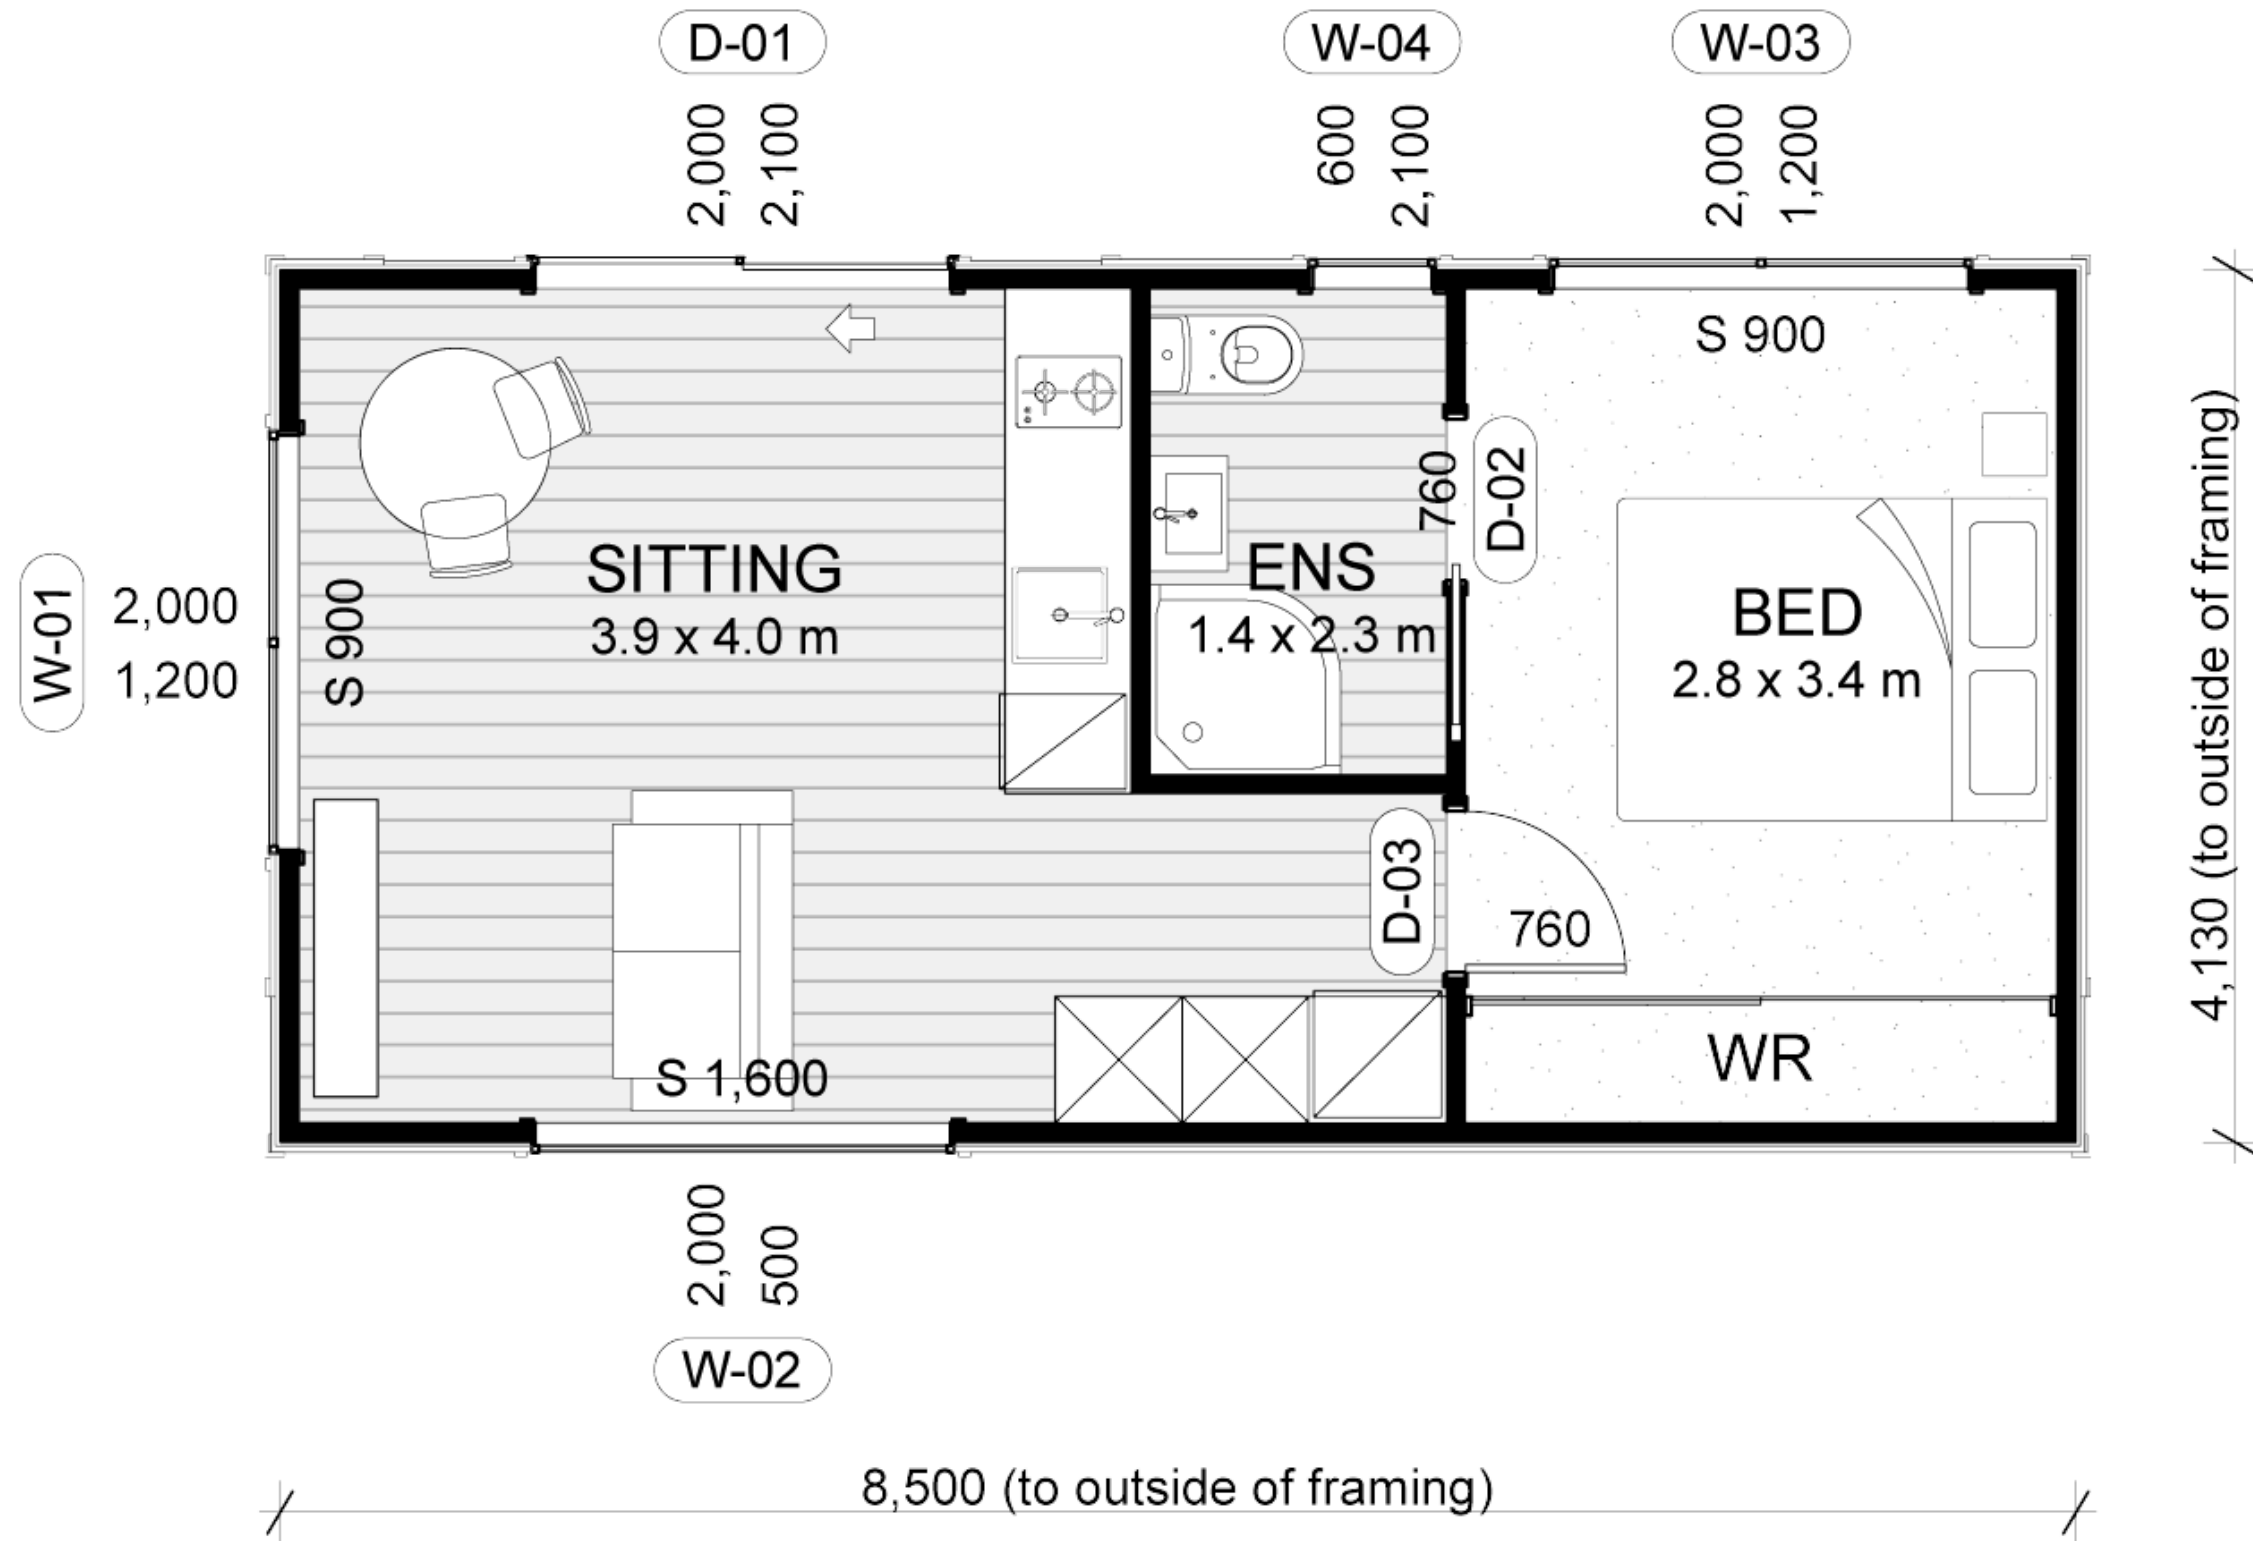 D-01
W-04
W-03
2,000
2,100
600
2,100
2,000
1,200
S 900
760
D-02
W-01
2,000
1,200
S 900
SITTING
3.9 x 4.0 m
ENS
1.4 x 2.3 m
BED
2.8 x 3.4 m
4,130 (to outside of framing)
D-03
760
S 1,600
WR
2,000
500
W-02
8,500 (to outside of framing)